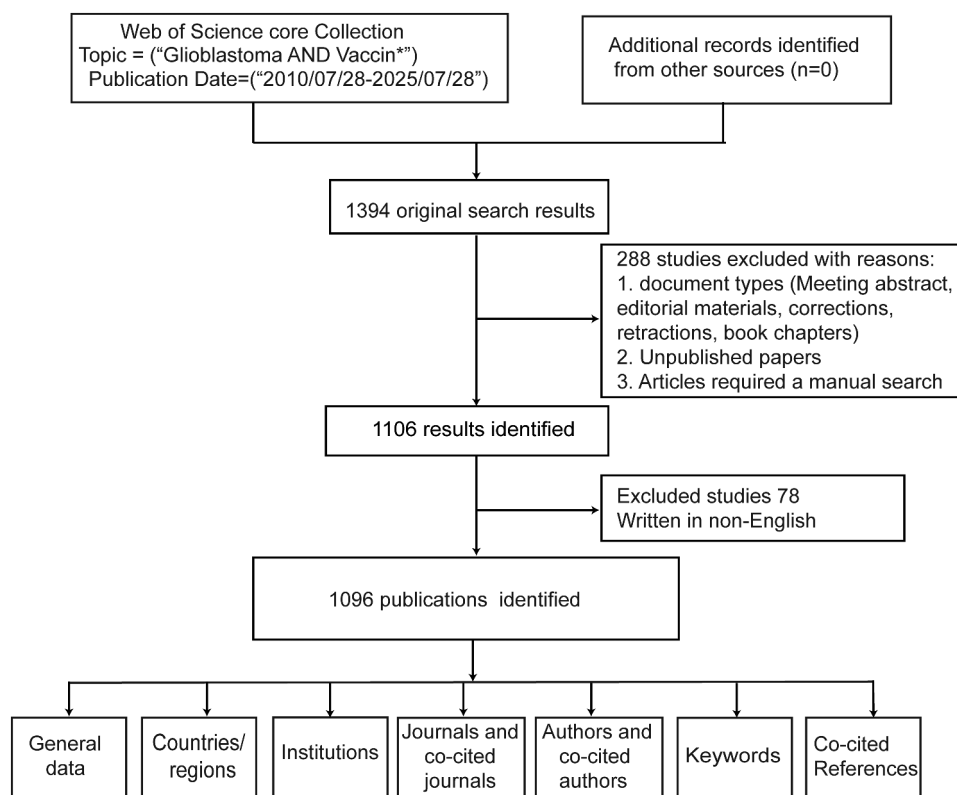 Web of Science core Collection
Topic = (“Glioblastoma AND Vaccin*”)
Publication Date=(“2010/07/28-2025/07/28”)
Additional records identified
from other sources (n=0)
1394 original search results
288 studies excluded with reasons:
1. document types (Meeting abstract,
editorial materials, corrections,
retractions, book chapters)
2. Unpublished papers
3. Articles required a manual search
1106 results identified
Excluded studies 78
Written in non-English
1096 publications identified
General
data
Countries/
regions
Institutions
Journals and
co-cited
journals
Authors and
co-cited
authors
Keywords
Co-cited
References